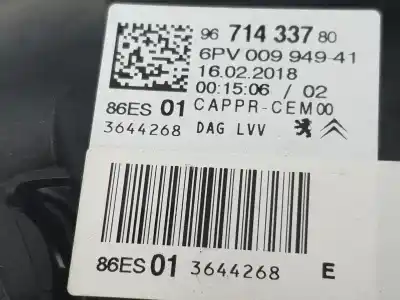 96 714 337 80
6PV 009 949-41
16.02.2018
00:15:06 / 02
86ES 01 CAPPR-CEM00
3644268 DAG LVV
86ES 01 3644268 E